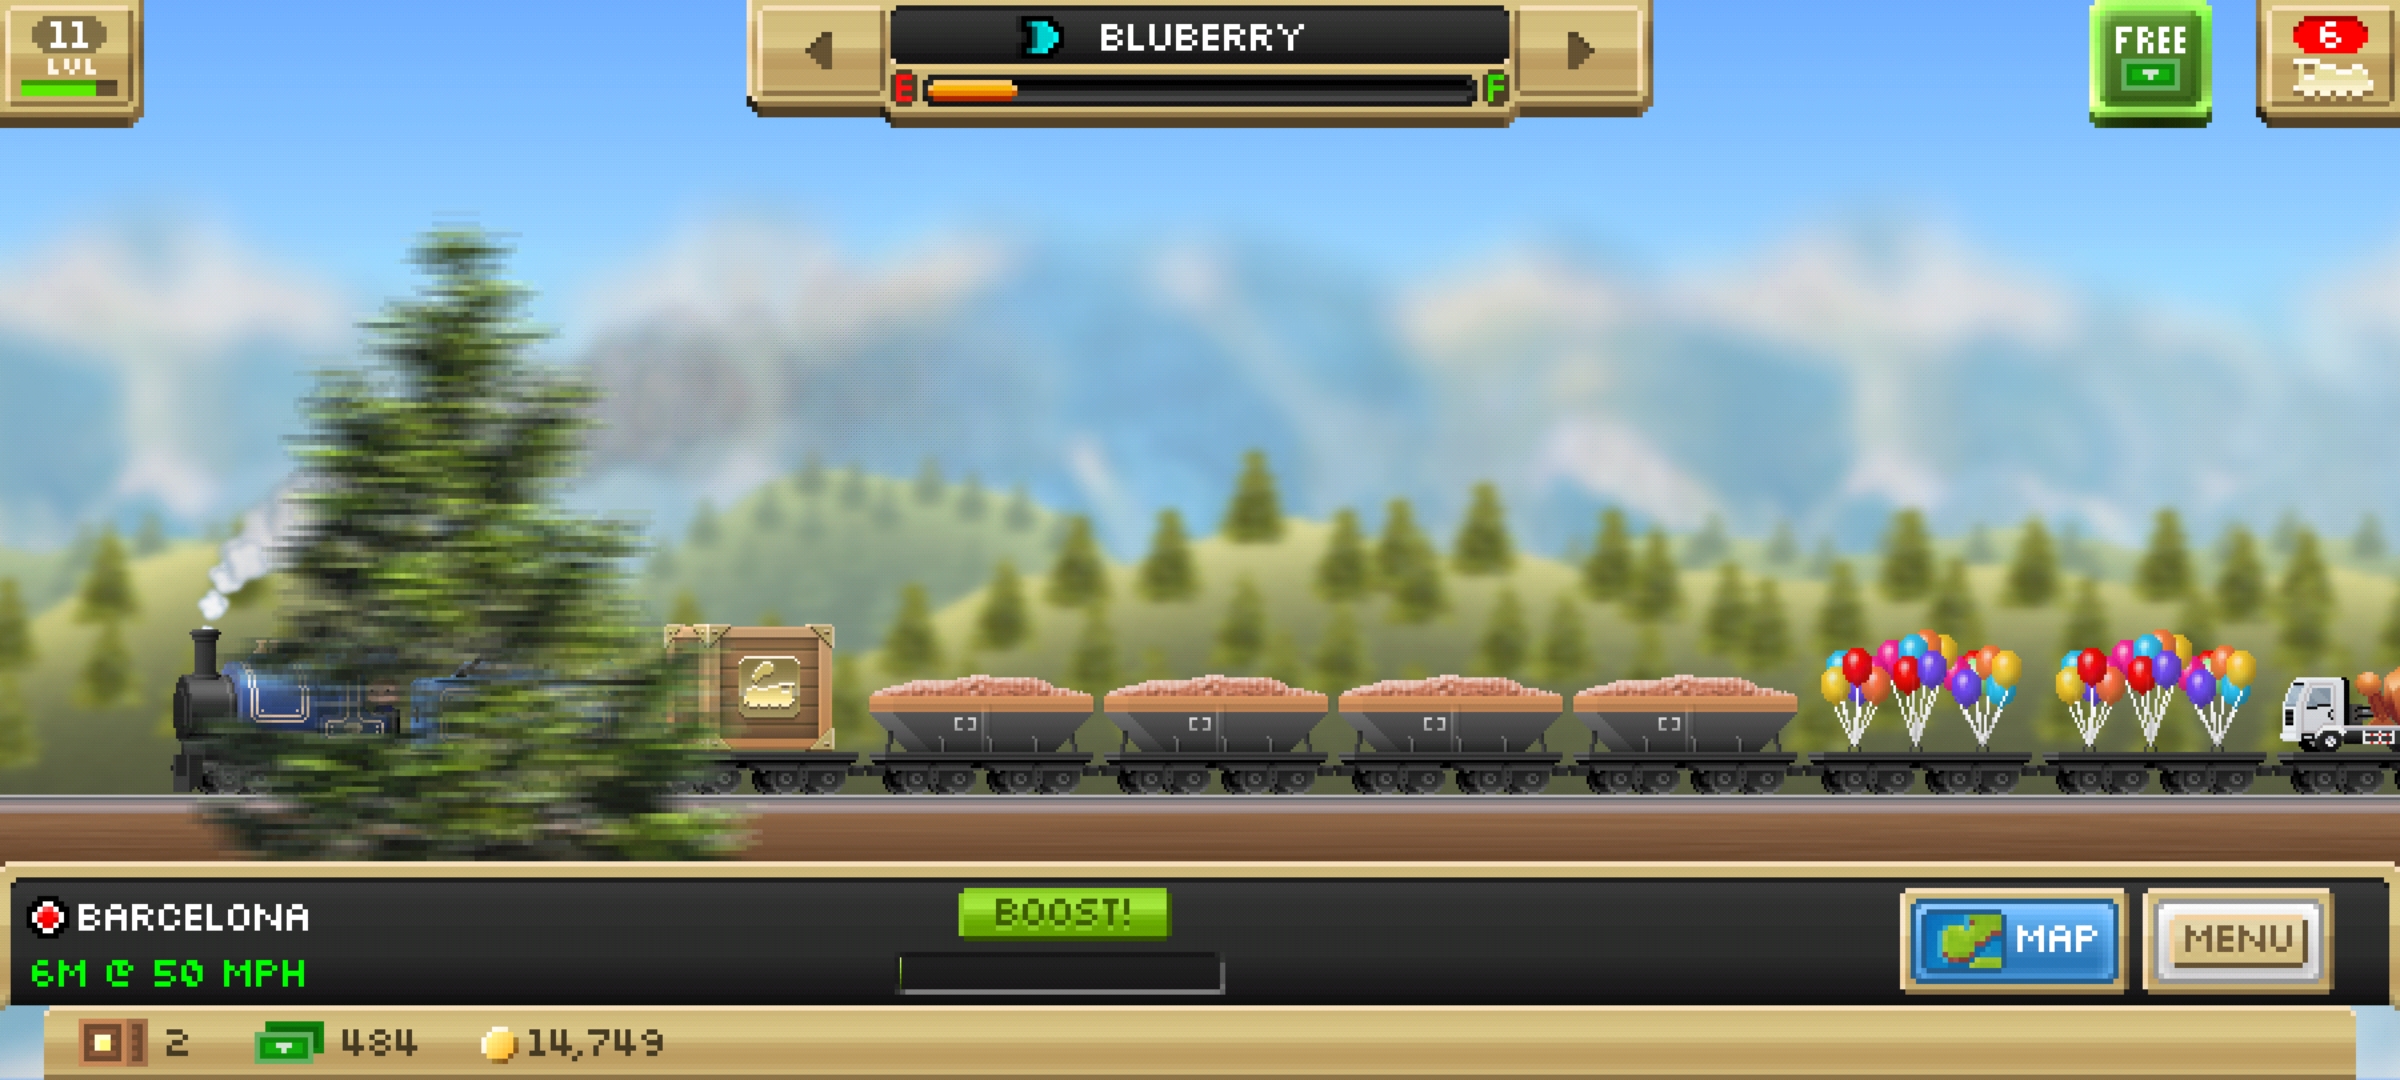 11
LVL
BLUBERRY
E
F
FREE
6
BARCELONA
6M @ 50 MPH
BOOST!
MAP
MENU
2
484
14,749